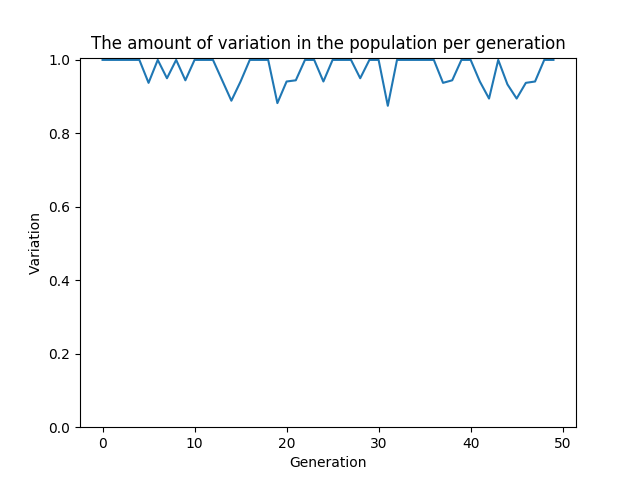 The amount of variation in the population per generation
1.0
0.8
0.6
0.4
0.2
0.0
Variation
0 10 20 30 40 50
Generation